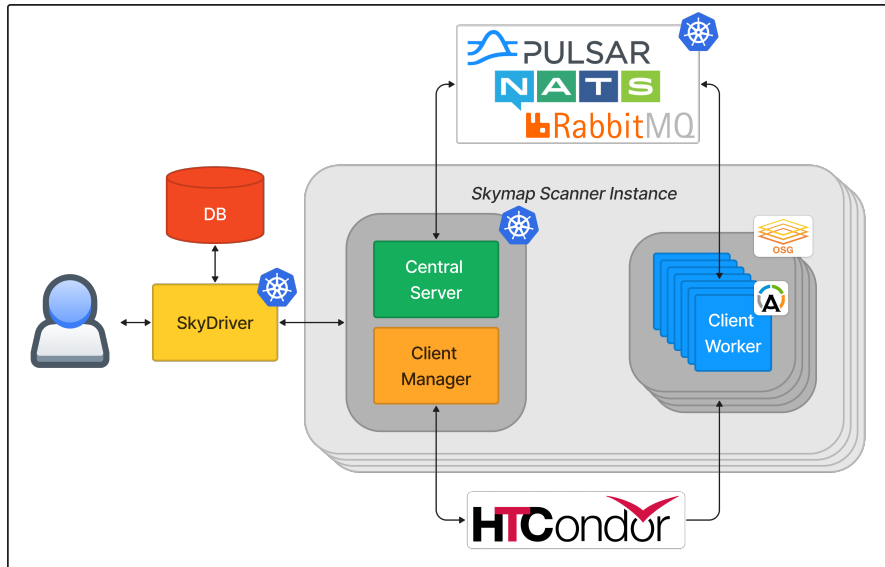 PULSAR
NATS
RabbitMQ
Skymap Scanner Instance
DB
OSG
Central
Server
SkyDriver
Client
Worker
A
Client
Manager
HTCondor